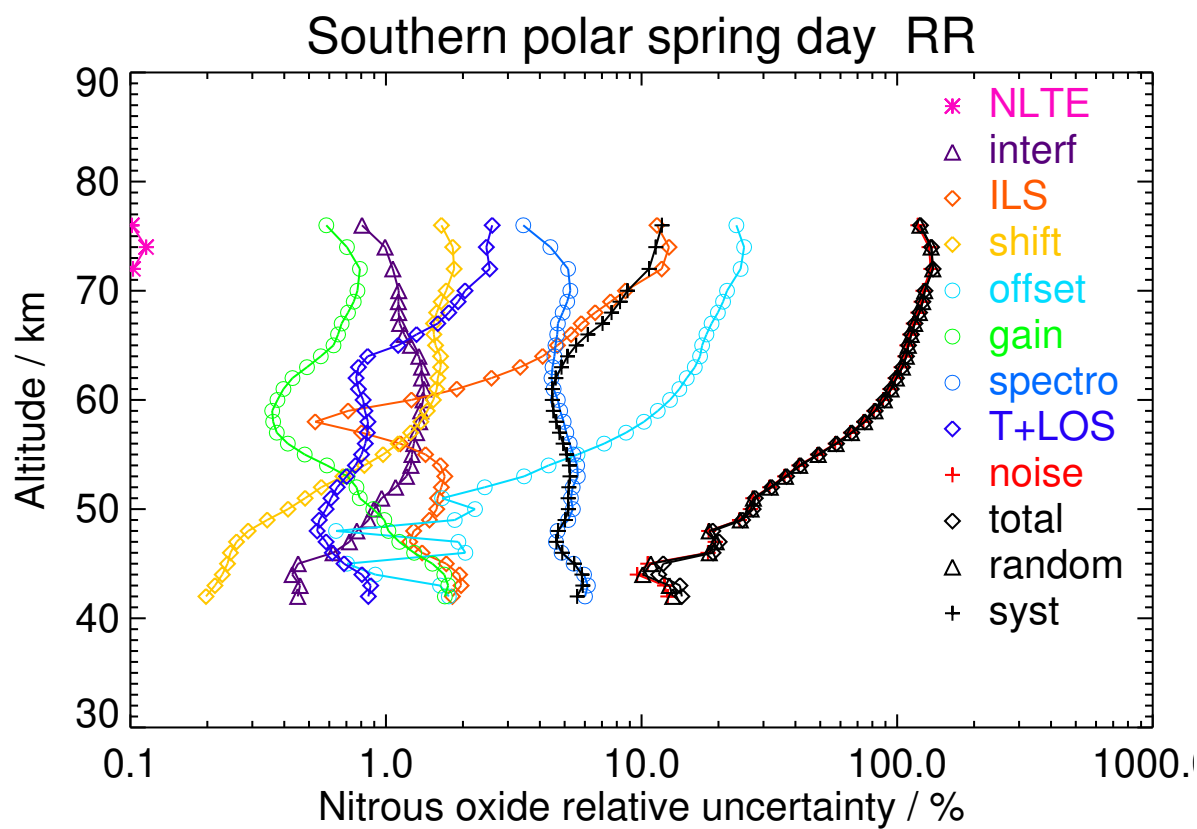 Southern polar spring day RR
90
80
70
60
50
40
30
Altitude / km
NLTE
interf
ILS
shift
offset
gain
spectro
T+LOS
noise
total
random
syst
0.1 1.0 10.0 100.0 1000.0
Nitrous oxide relative uncertainty / %